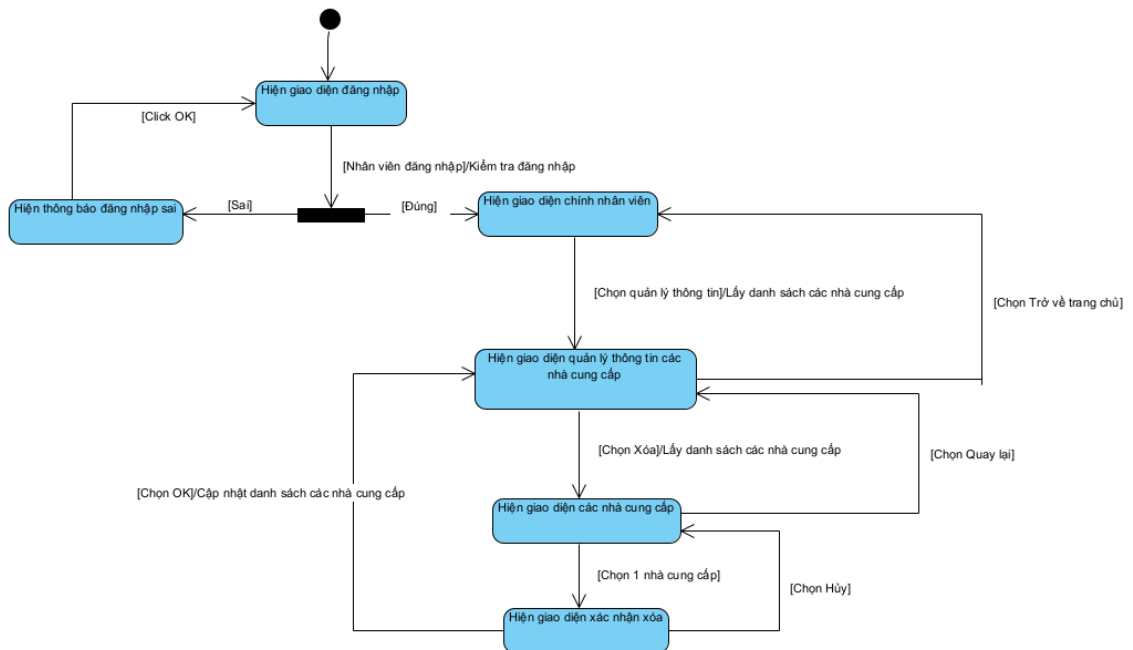 Hiện giao diện đăng nhập
[Click OK]
[Nhân viên đăng nhập]/Kiểm tra đăng nhập
Hiện thông báo đăng nhập sai
[Sai]
[Đúng]
Hiện giao diện chính nhân viên
[Chọn quản lý thông tin]/Lấy danh sách các nhà cung cấp
[Chọn Trở về trang chủ]
Hiện giao diện quản lý thông tin các
nhà cung cấp
[Chọn Xóa]/Lấy danh sách các nhà cung cấp
[Chọn Quay lại]
[Chọn OK]/Cập nhật danh sách các nhà cung cấp
Hiện giao diện các nhà cung cấp
[Chọn 1 nhà cung cấp]
[Chọn Hủy]
Hiện giao diện xác nhận xóa